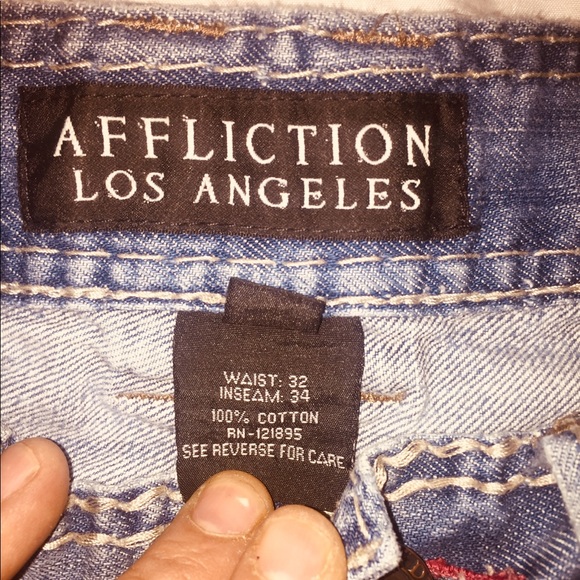 AFFLICTION
LOS ANGELES
WAIST: 32
INSEAM: 34
100% COTTON
RN-121895
SEE REVERSE FOR CARE